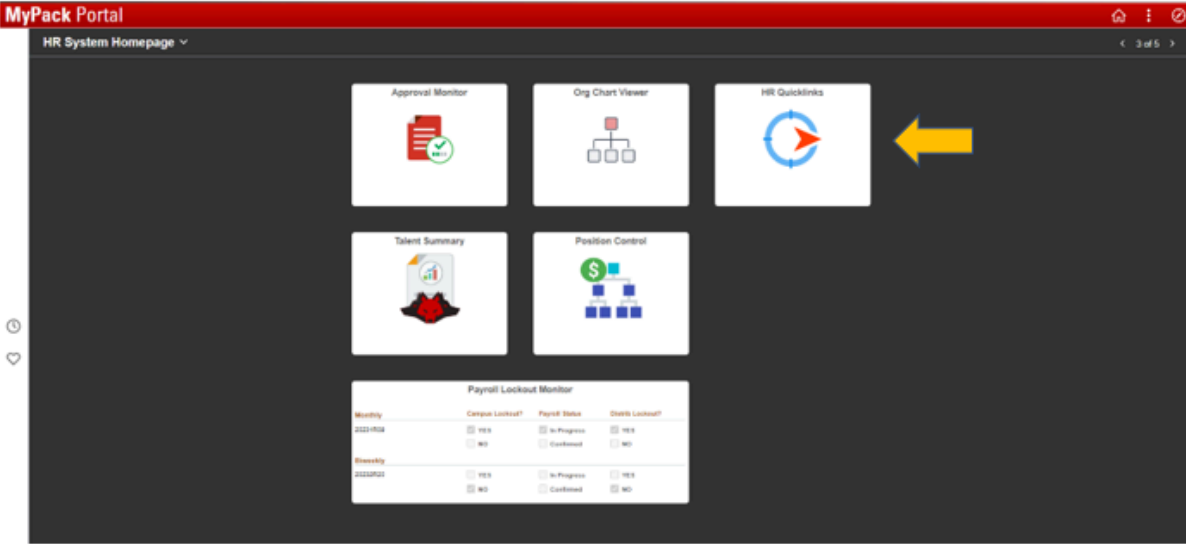 MyPack Portal
HR System Homepage
3 of 5
Approval Monitor
Org Chart Viewer
HR Quicklinks
Talent Summary
Position Control
$
Payroll Lockout Monitor
Monthly Campus Lockout? Payroll Status Distrib Lockout?
YES In Progress YES
NO Confirmed NO
Biweekly
YES In Progress YES
NO Confirmed NO